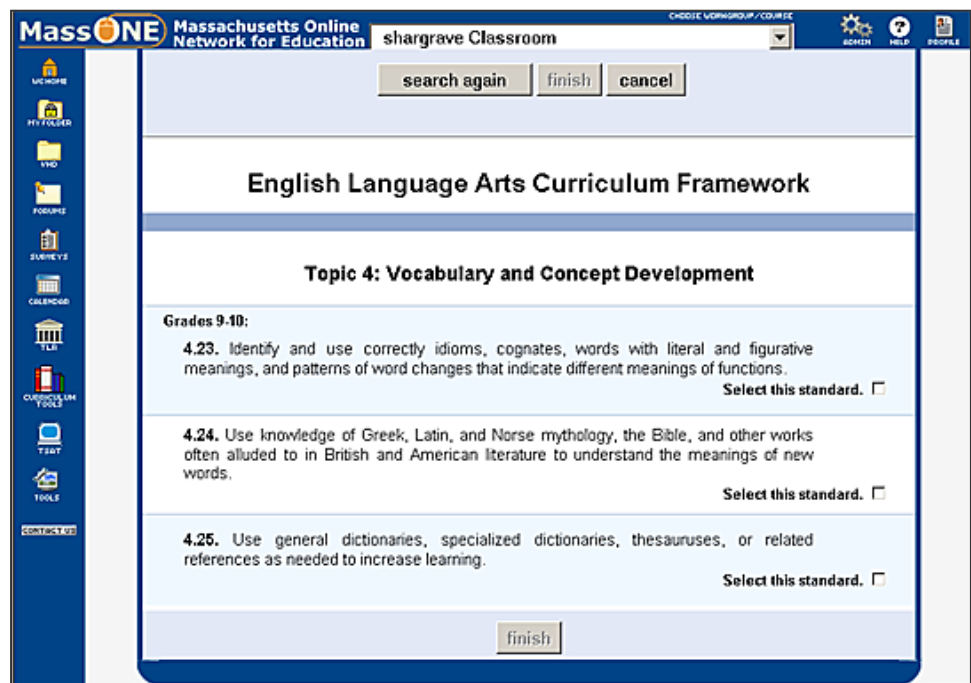 CHOOSE WORKGROUP/COURSE
MassONE Massachusetts Online
Network for Education
shargrave Classroom
ADMIN
HELP
PROFILE
search again finish cancel
WC HOME
MY FOLDER
VHD
FORUMS
SURVEYS
CALENDAR
TLR
CURRICULUM
TOOLS
TSAT
TOOLS
CONTACT US
English Language Arts Curriculum Framework
Topic 4: Vocabulary and Concept Development
Grades 9-10:
4.23. Identify and use correctly idioms, cognates, words with literal and figurative
meanings, and patterns of word changes that indicate different meanings of functions.
Select this standard.
4.24. Use knowledge of Greek, Latin, and Norse mythology, the Bible, and other works
often alluded to in British and American literature to understand the meanings of new
words.
Select this standard.
4.25. Use general dictionaries, specialized dictionaries, thesauruses, or related
references as needed to increase learning.
Select this standard.
finish